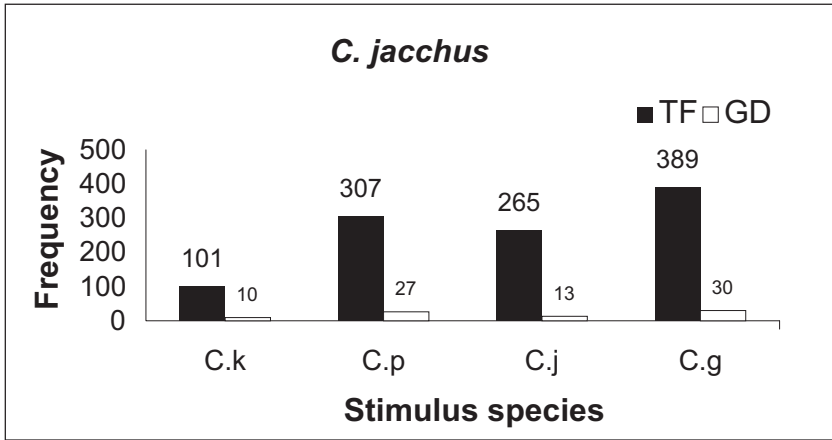 C. jacchus
TF GD
Frequency
500
400
300
200
100
0
101
10
307
27
265
13
389
30
C.k C.p C.j C.g
Stimulus species